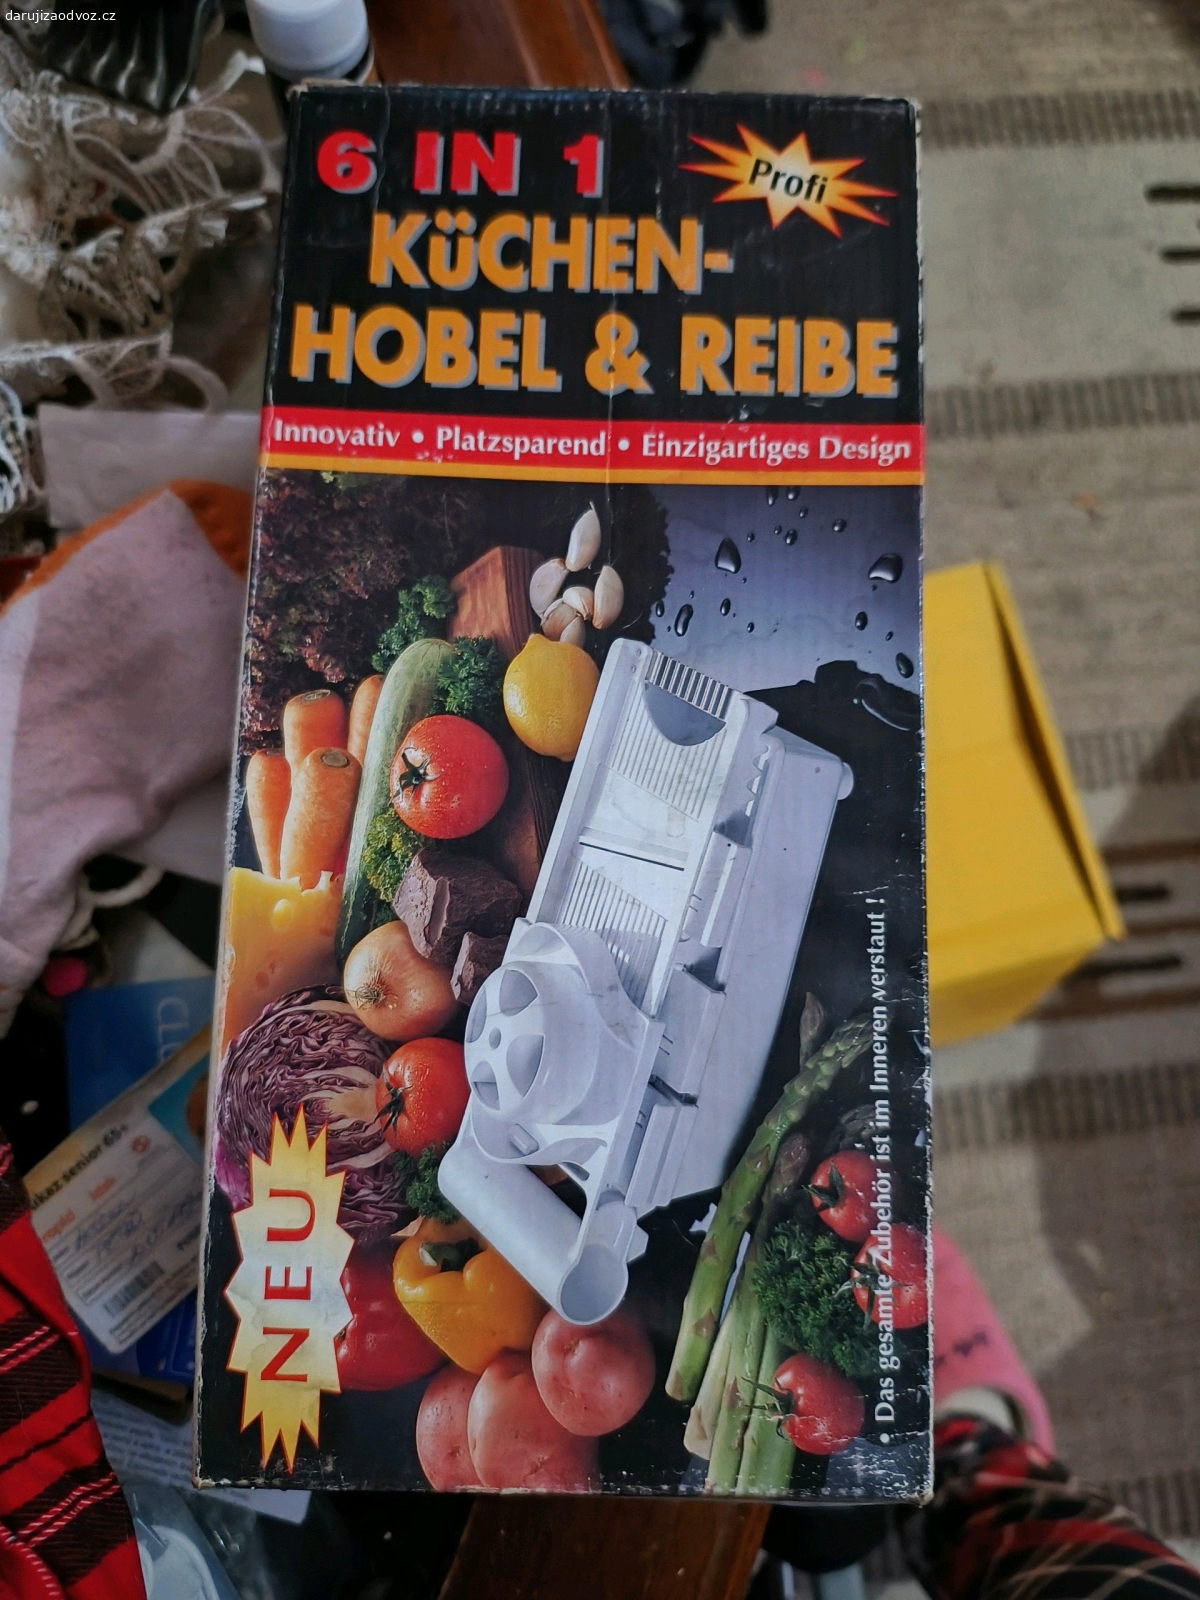 darujizaodvoz.cz
6 IN 1
Profi
KüCHEN-
HOBEL & REIBE
Innovativ • Platzsparend • Einzigartiges Design
NEU
• Das gesamte Zubehör ist im Inneren verstaut !